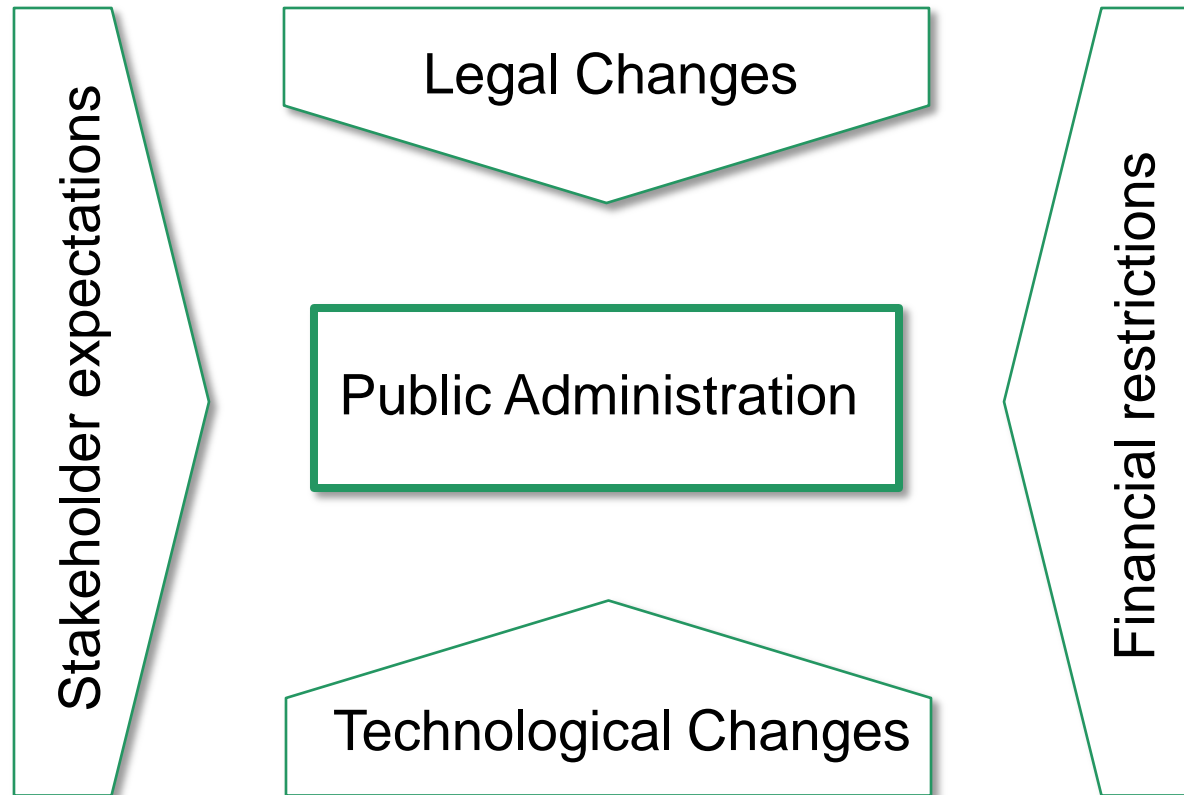 Legal Changes
Stakeholder expectations
Public Administration
Financial restrictions
Technological Changes